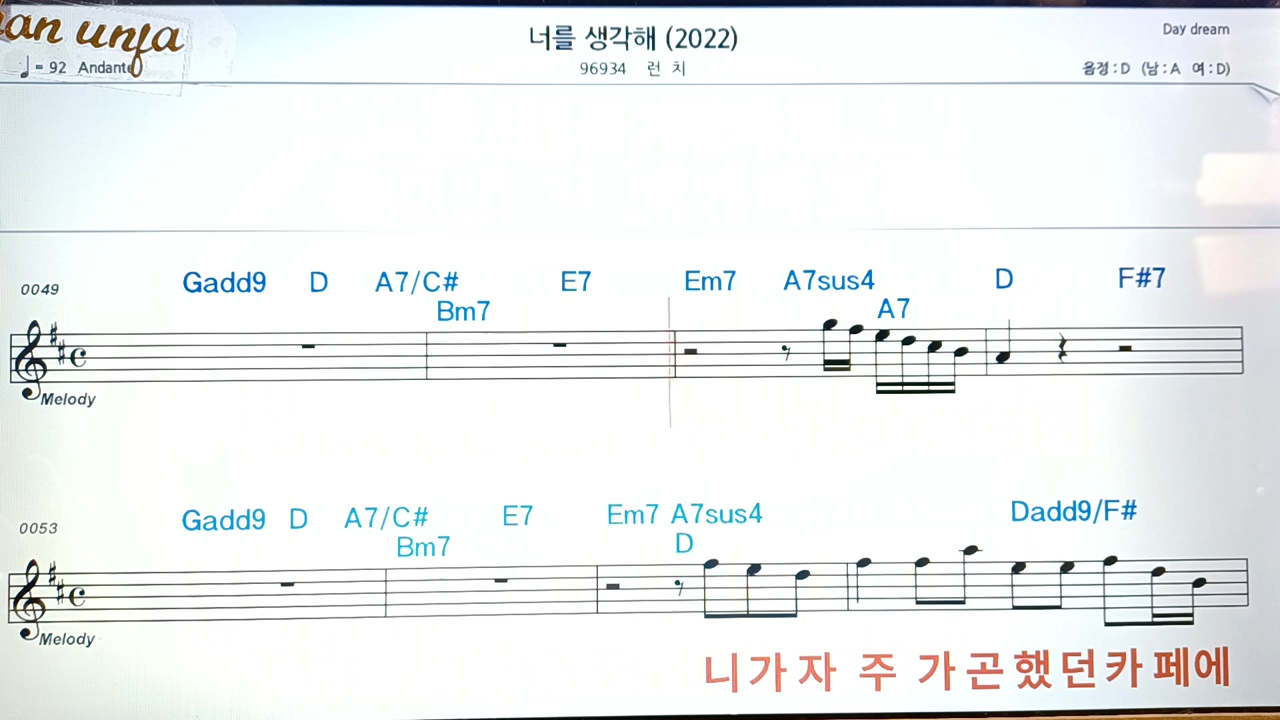 an unfa
너를 생각해 (2022)
Day dream
♩ = 92 Andante
96934 런 치
음정 : D (남 : A 여 : D)
0049
Gadd9 D A7/C# E7 Em7 A7sus4 D F#7
Bm7 A7
Melody
0053
Gadd9 D A7/C# E7 Em7 A7sus4 Dadd9/F#
Bm7 D
Melody
니가자 주 가곤했던카 페에